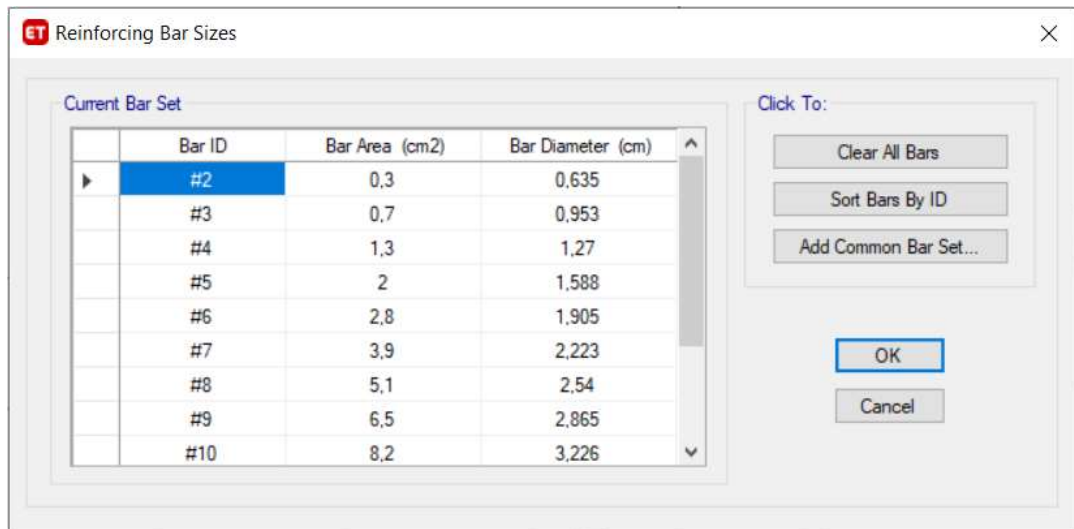 ET Reinforcing Bar Sizes
Current Bar Set
Bar ID Bar Area (cm2) Bar Diameter (cm)
#2 0,3 0,635
#3 0,7 0,953
#4 1,3 1,27
#5 2 1,588
#6 2,8 1,905
#7 3,9 2,223
#8 5,1 2,54
#9 6,5 2,865
#10 8,2 3,226
Click To:
Clear All Bars
Sort Bars By ID
Add Common Bar Set...
OK
Cancel